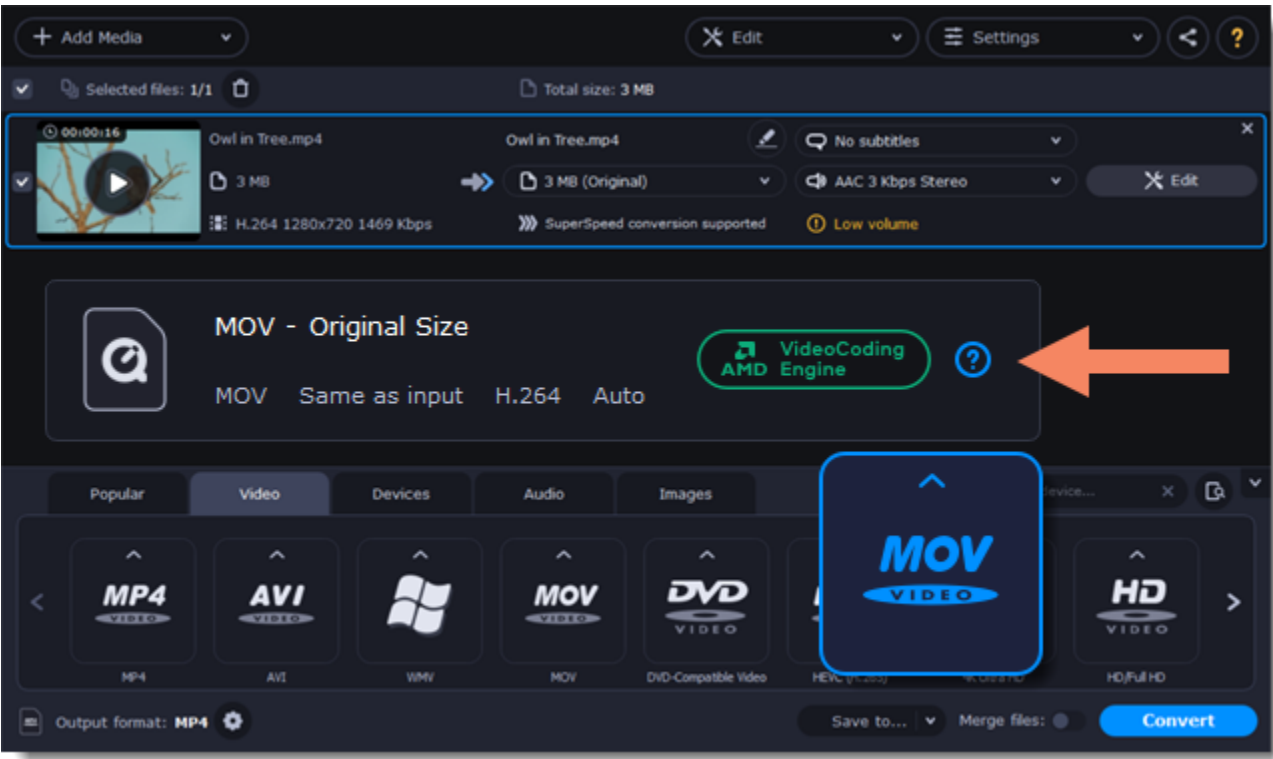 Add Media
Edit
Settings
?
Selected files: 1/1
Total size: 3 MB
00:00:16
Owl in Tree.mp4
Owl in Tree.mp4
No subtitles
3 MB
3 MB (Original)
AAC 3 Kbps Stereo
Edit
H.264 1280x720 1469 Kbps
SuperSpeed conversion supported
Low volume
MOV - Original Size
MOV Same as input H.264 Auto
AMD VideoCoding
Engine
?
Popular
Video
Devices
Audio
Images
device...
MP4
VIDEO
AVI
VIDEO
MOV
VIDEO
DVD
VIDEO
MOV
VIDEO
HD
VIDEO
MP4
AVI
WMV
MOV
DVD-Compatible Video
HD/Full HD
Output format: MP4
Save to...
Merge files:
Convert